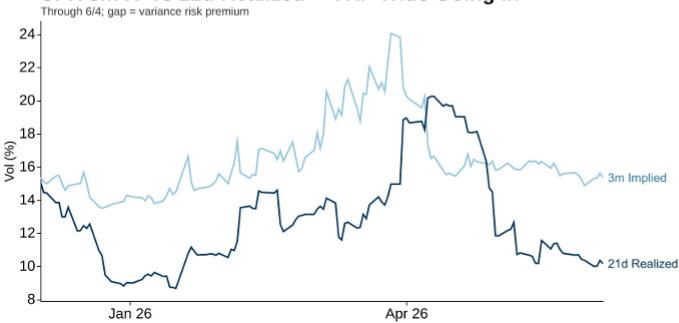 Through 6/4; gap = variance risk premium
24
22
20
18
16
14
12
10
8
Vol (%)
3m Implied
21d Realized
Jan 26
Apr 26